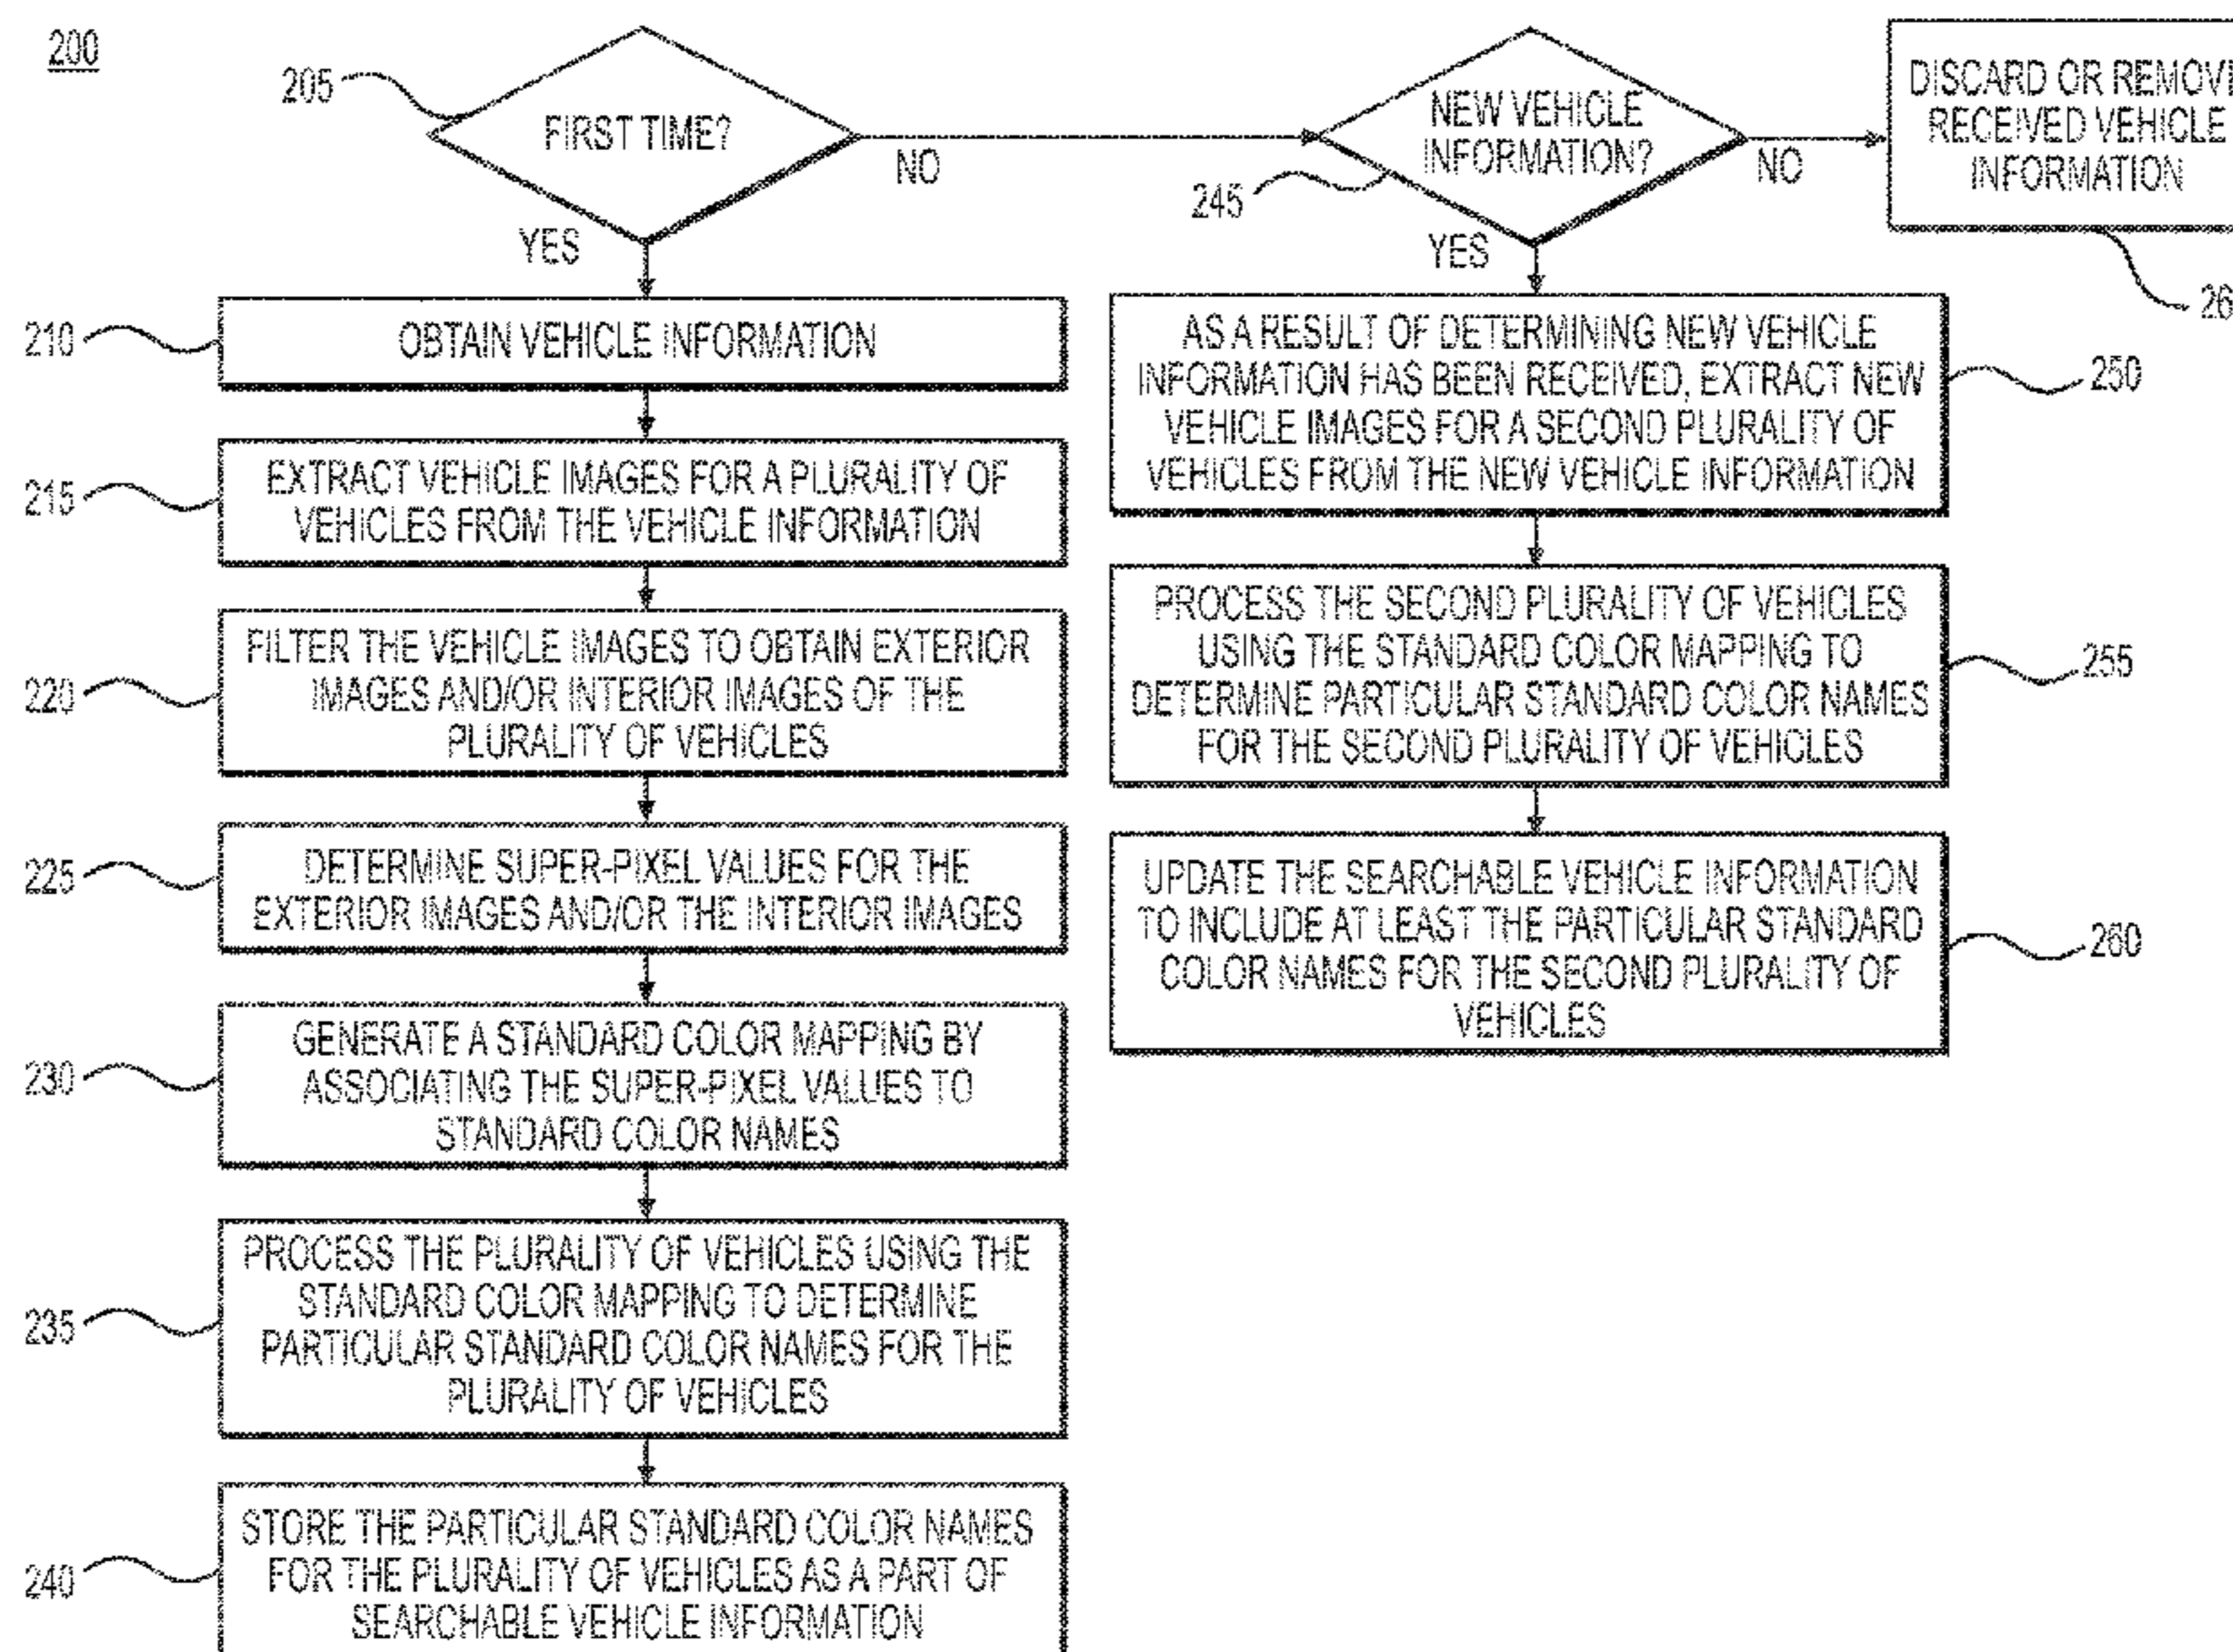 200
205
FIRST TIME?
NO
YES
245
NEW VEHICLE
INFORMATION?
NO
YES
RECEIVED VEHICLE
INFORMATION
DISCARD OR
210
OBTAIN VEHICLE INFORMATION
215
EXTRACT VEHICLE IMAGES FOR A PLURALITY OF
VEHICLES FROM THE VEHICLE INFORMATION
220
FILTER THE VEHICLE IMAGES TO OBTAIN EXTERIOR
IMAGES AND/OR INTERIOR IMAGES OF THE
PLURALITY OF VEHICLES
225
DETERMINE SUPER-PIXEL VALUES FOR THE
EXTERIOR IMAGES AND/OR THE INTERIOR IMAGES
230
GENERATE A STANDARD COLOR MAPPING BY
ASSOCIATING THE SUPER-PIXEL VALUES TO
STANDARD COLOR NAMES
235
PROCESS THE PLURALITY OF VEHICLES USING THE
STANDARD COLOR MAPPING TO DETERMINE
PARTICULAR STANDARD COLOR NAMES FOR THE
PLURALITY OF VEHICLES
240
STORE THE PARTICULAR STANDARD COLOR NAMES
FOR THE PLURALITY OF VEHICLES AS A PART OF
SEARCHABLE VEHICLE INFORMATION
AS A RESULT OF DETERMINING NEW VEHICLE
INFORMATION HAS BEEN RECEIVED, EXTRACT NEW
VEHICLE IMAGES FOR A SECOND PLURALITY OF
VEHICLES FROM THE NEW VEHICLE INFORMATION
250
PROCESS THE SECOND PLURALITY OF VEHICLES
USING THE STANDARD COLOR MAPPING TO
DETERMINE PARTICULAR STANDARD COLOR NAMES
FOR THE SECOND PLURALITY OF VEHICLES
255
UPDATE THE SEARCHABLE VEHICLE INFORMATION
TO INCLUDE AT LEAST THE PARTICULAR STANDARD
COLOR NAMES FOR THE SECOND PLURALITY OF
VEHICLES
260